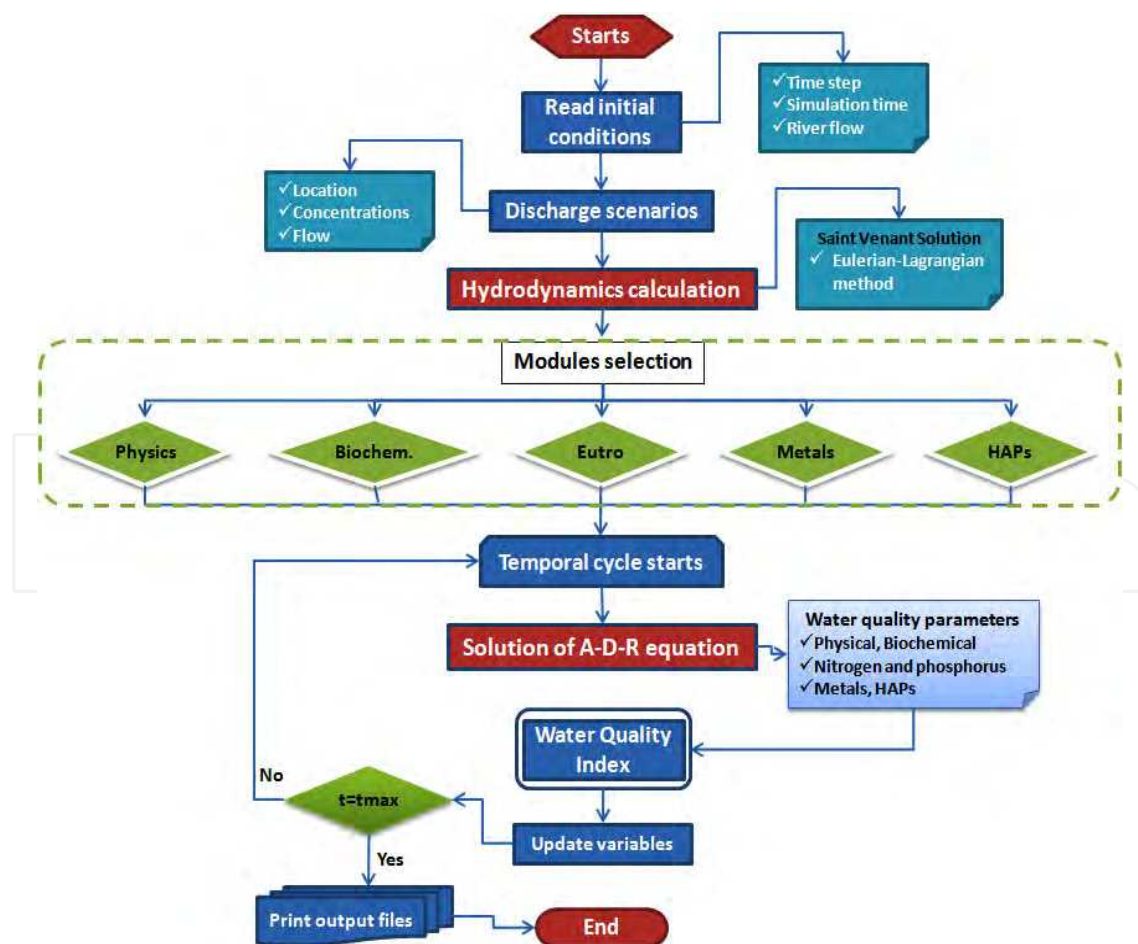 Starts
✓Time step
✓Simulation time
✓River flow
Read initial
conditions
✓Location
✓Concentrations
✓Flow
Discharge scenarios
Saint Venant Solution
✓ Eulerian-Lagrangian
method
Hydrodynamics calculation
Modules selection
Physics
Biochem.
Eutro
Metals
HAPs
Temporal cycle starts
Solution of A-D-R equation
Water quality parameters
✓Physical, Biochemical
✓Nitrogen and phosphorus
✓Metals, HAPs
Water Quality
Index
No
t=tmax
Update variables
Yes
Print output files
End